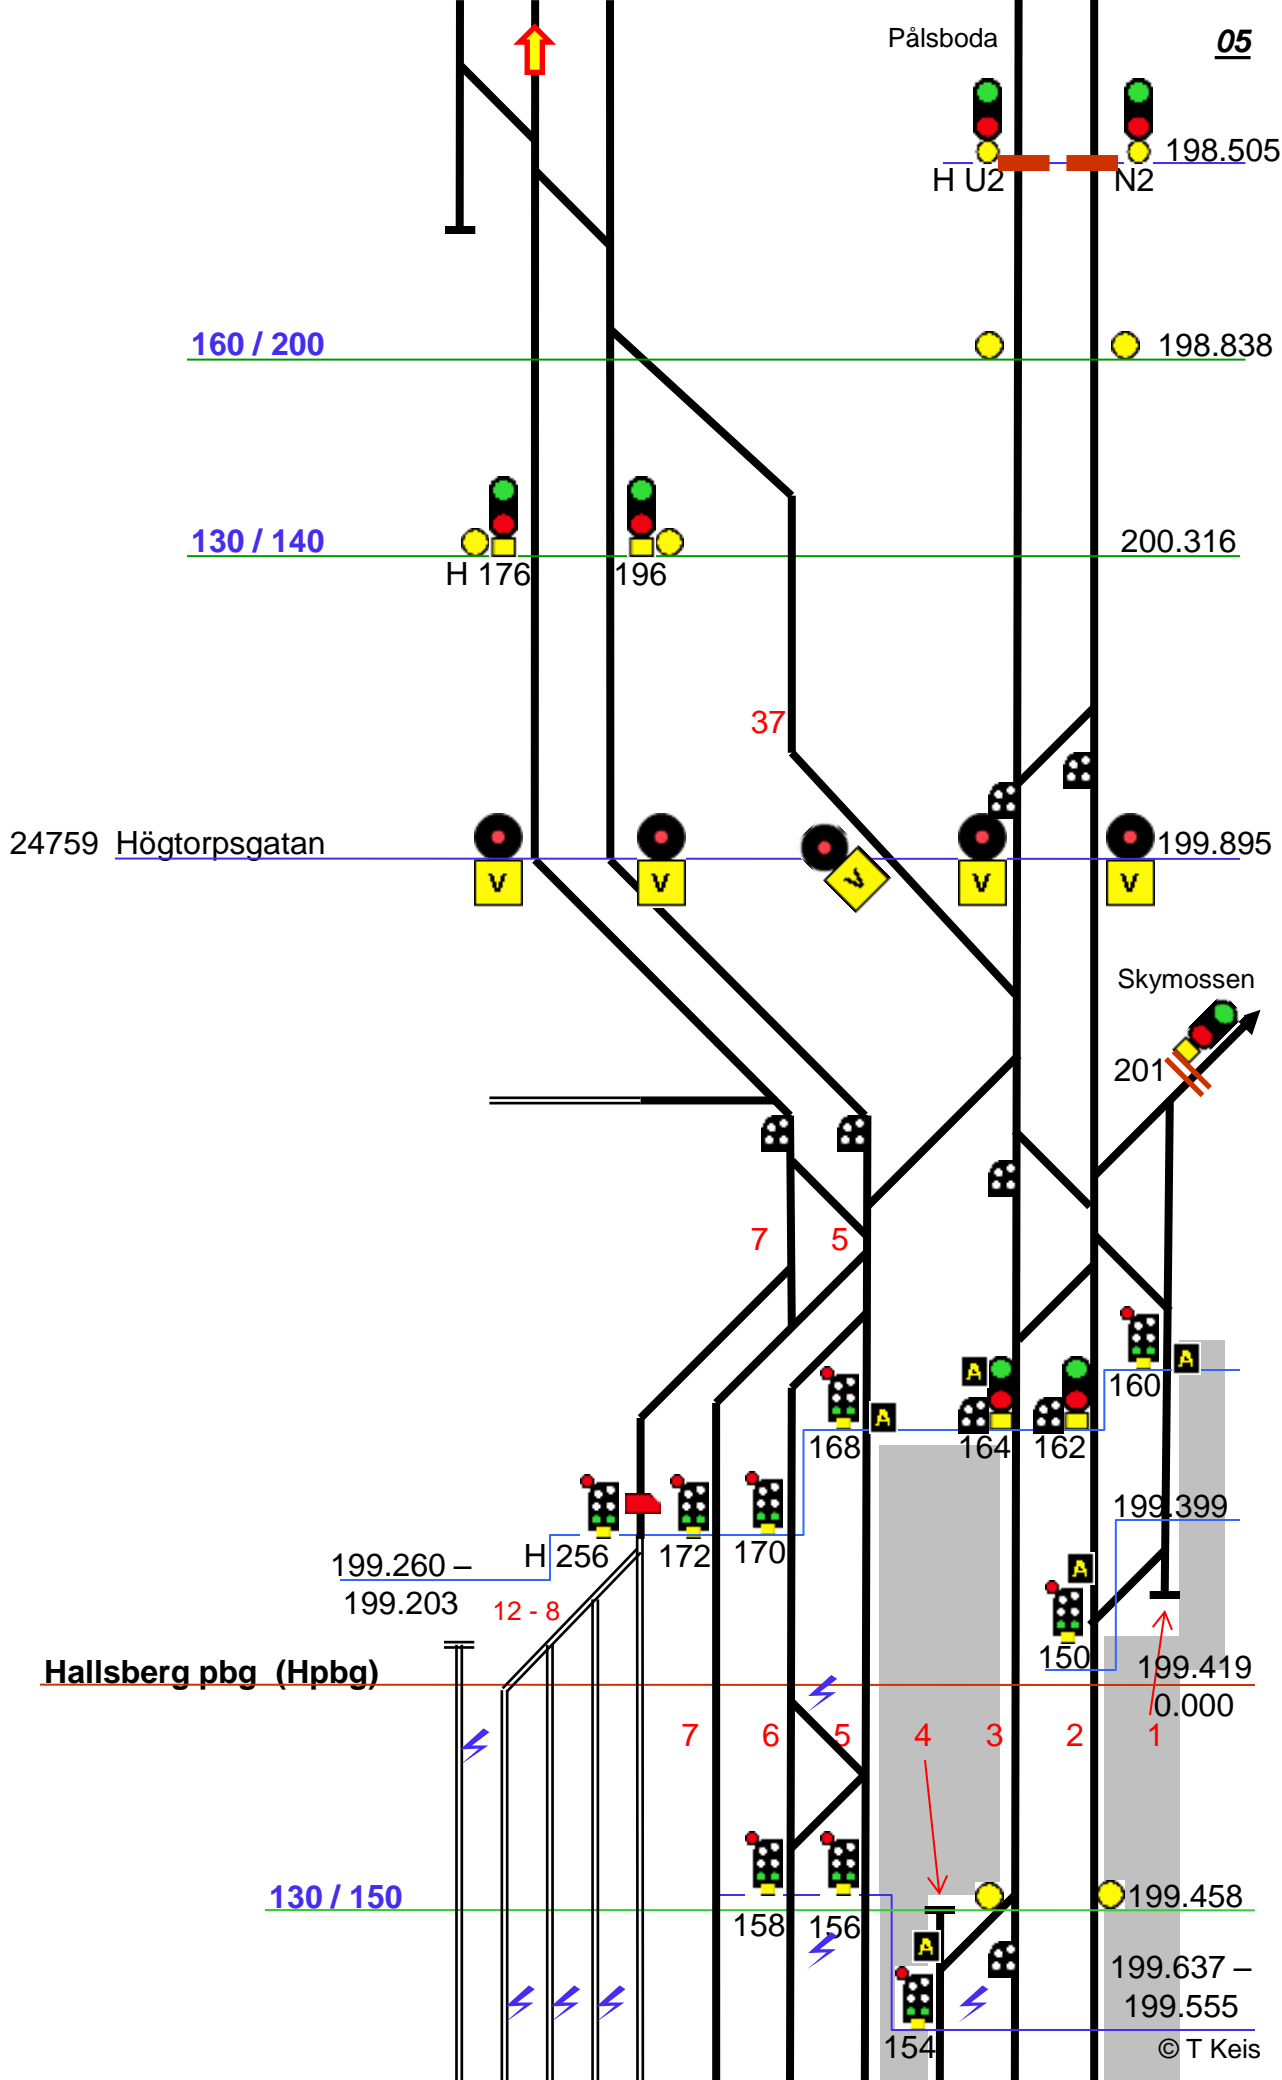 Pålsboda
05
198.505
H U2
N2
160 / 200
198.838
130 / 140
200.316
H 176
196
37
24759 Högtorpsgatan
199.895
V
V
V
V
V
Skymossen
201
7
5
A
A
160
A
168
164
162
199.399
H 256
172
170
199.260 –
199.203
12 - 8
A
150
Hallsberg pbg (Hpbg)
199.419
0.000
7
6
5
4
3
2
1
130 / 150
199.458
158
156
A
199.637 –
199.555
154
© T Keis